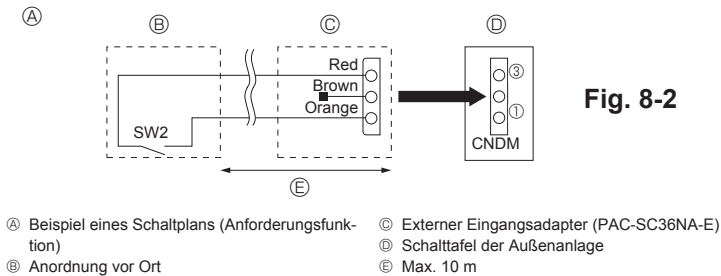 Ⓐ
Ⓑ
Ⓒ
Ⓓ
Red
Brown
Orange
SW2
③
①
CNDM
Ⓔ
Fig. 8-2
Ⓐ Beispiel eines Schaltplans (Anforderungsfunk-
tion)
Ⓑ Anordnung vor Ort
Ⓒ Externer Eingangsadapter (PAC-SC36NA-E)
Ⓓ Schalttafel der Außenanlage
Ⓔ Max. 10 m